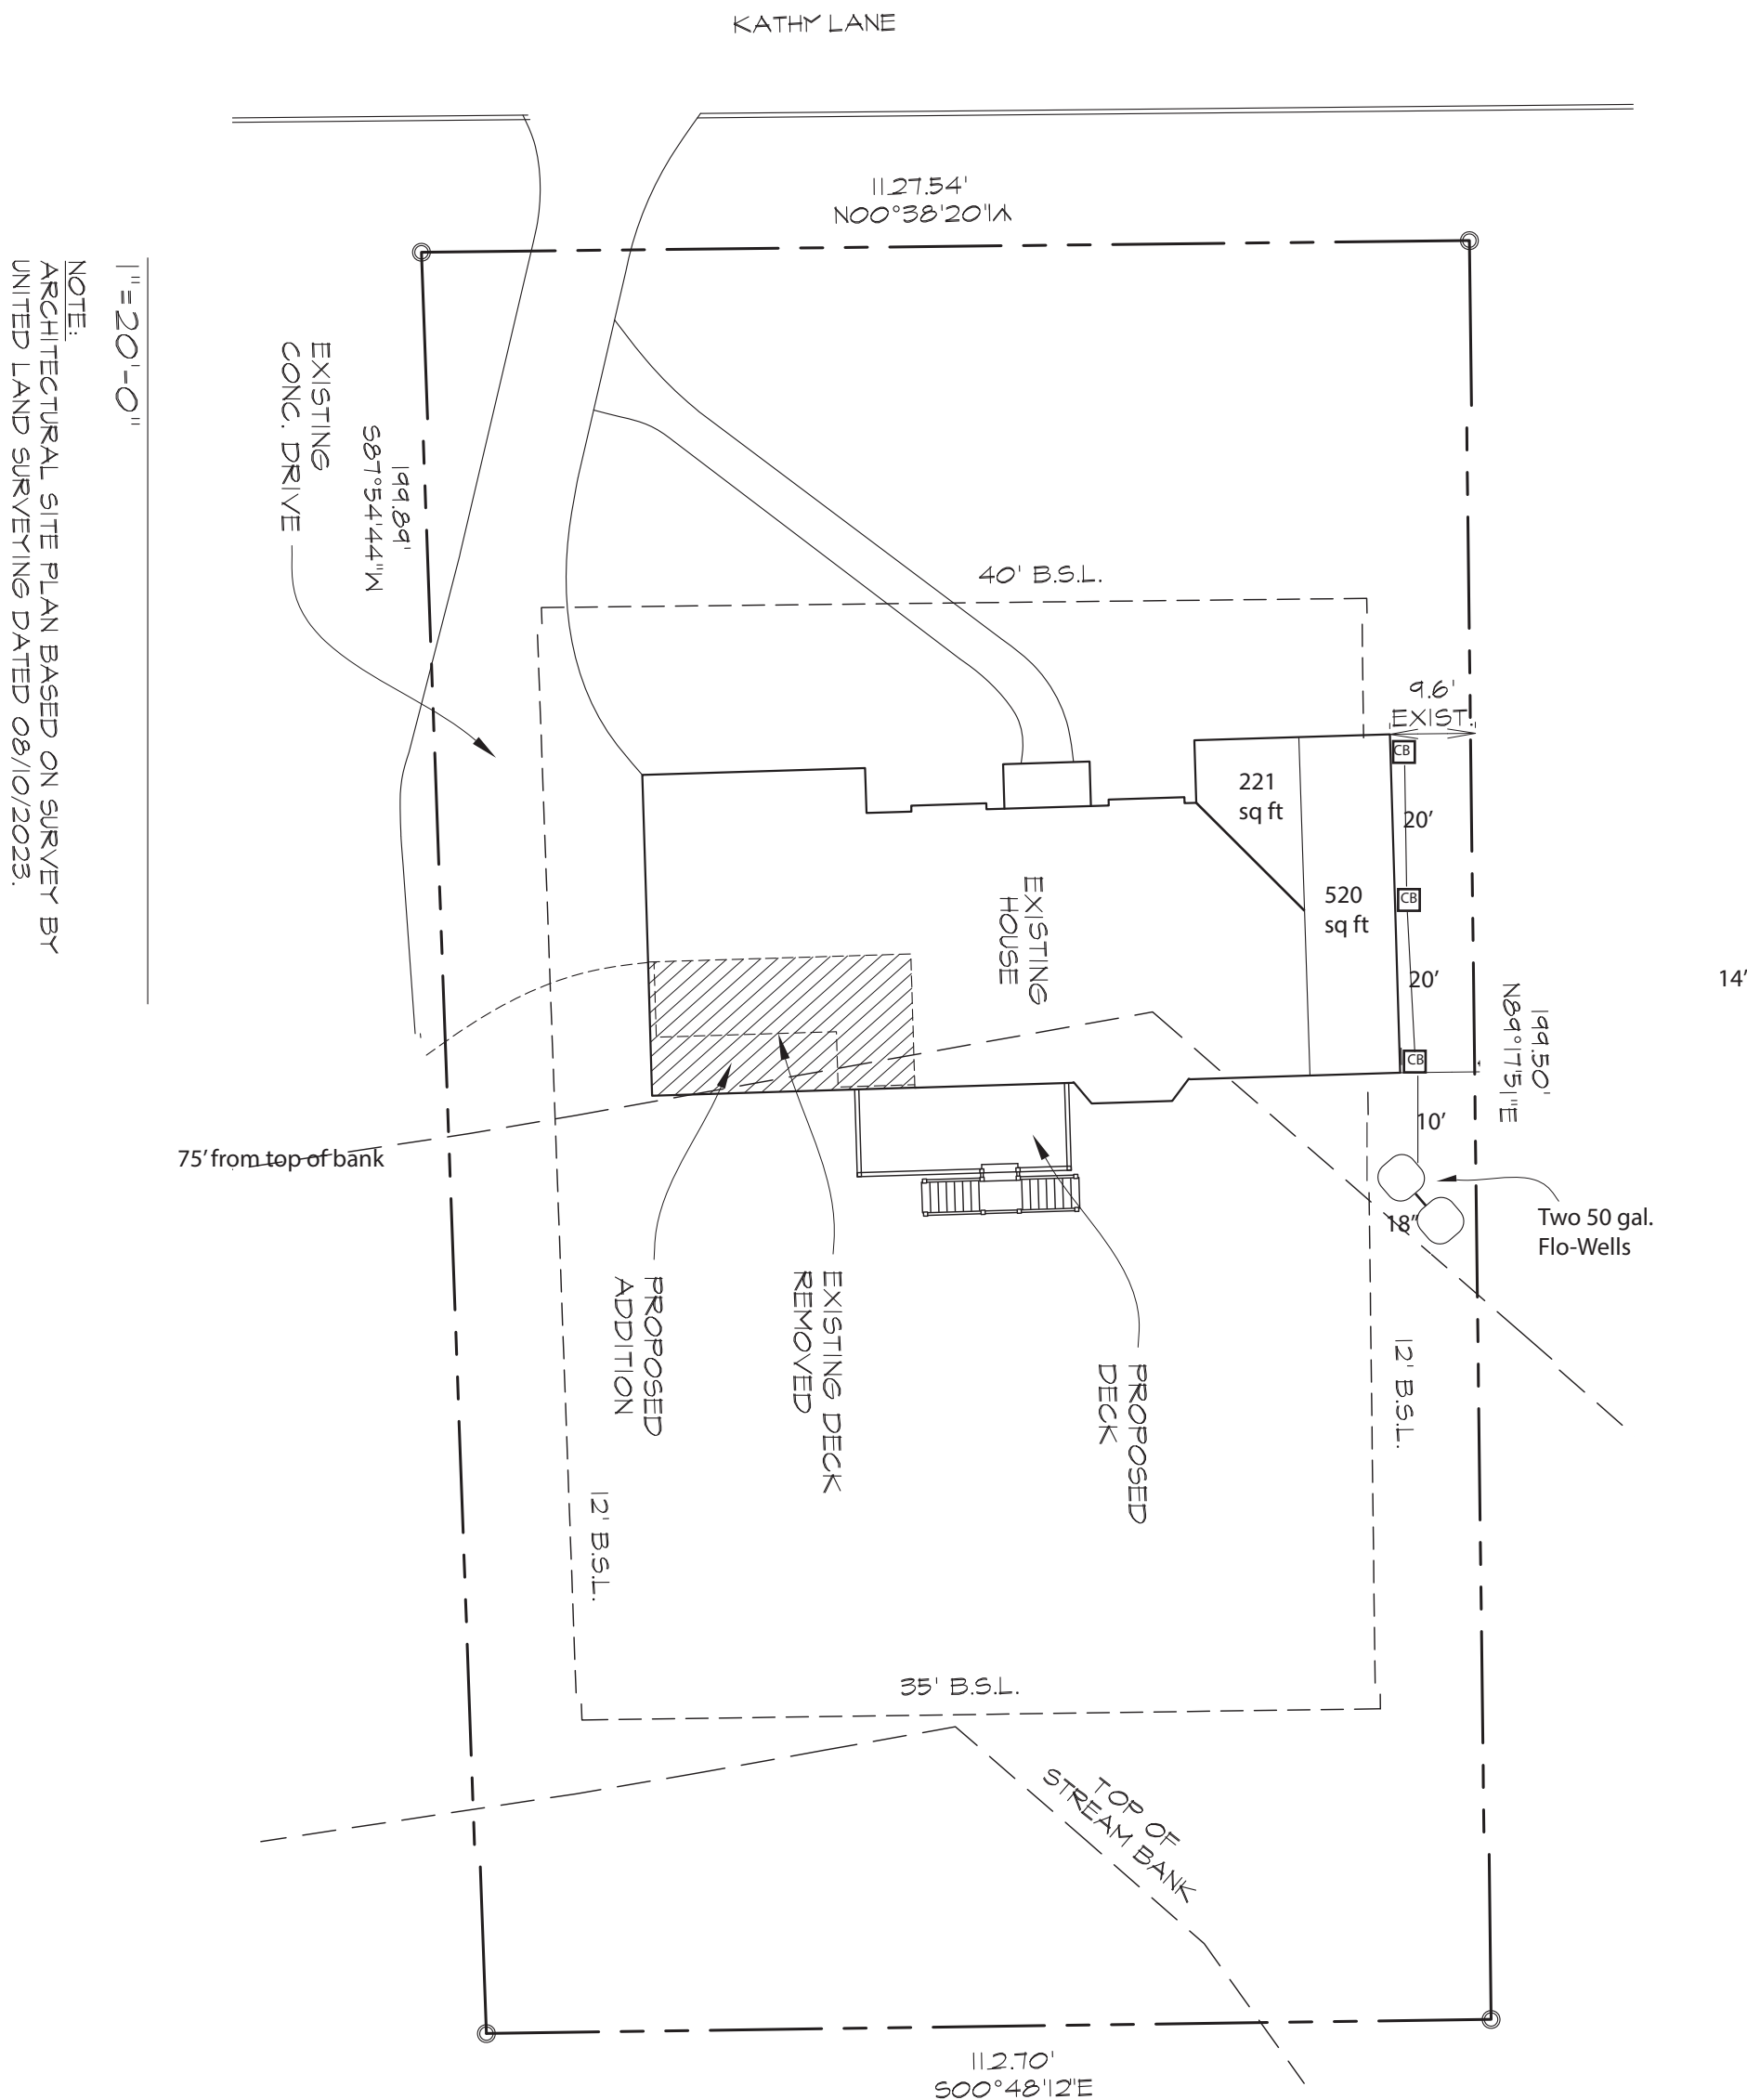 KATHY LANE
1127.54'
N00°38'20"W
1"=20'-0"
NOTE:
ARCHITECTURAL SITE PLAN BASED ON SURVEY BY
UNITED LAND SURVEYING DATED 08/10/2023.
EXISTING
CONC. DRIVE
199.89'
S87°54'44"W
40' B.S.L.
9.6'
EXIST.
CB
221
sq ft
20'
520
sq ft
CB
EXISTING
HOUSE
20'
14'
199.50'
N89°17'51"E
CB
10'
75' from top of bank
18"
Two 50 gal.
Flo-Wells
PROPOSED
ADDITION
EXISTING DECK
REMOVED
PROPOSED
DECK
12' B.S.L.
12' B.S.L.
35' B.S.L.
TOP OF
STREAM BANK
112.70'
S00°48'12"E